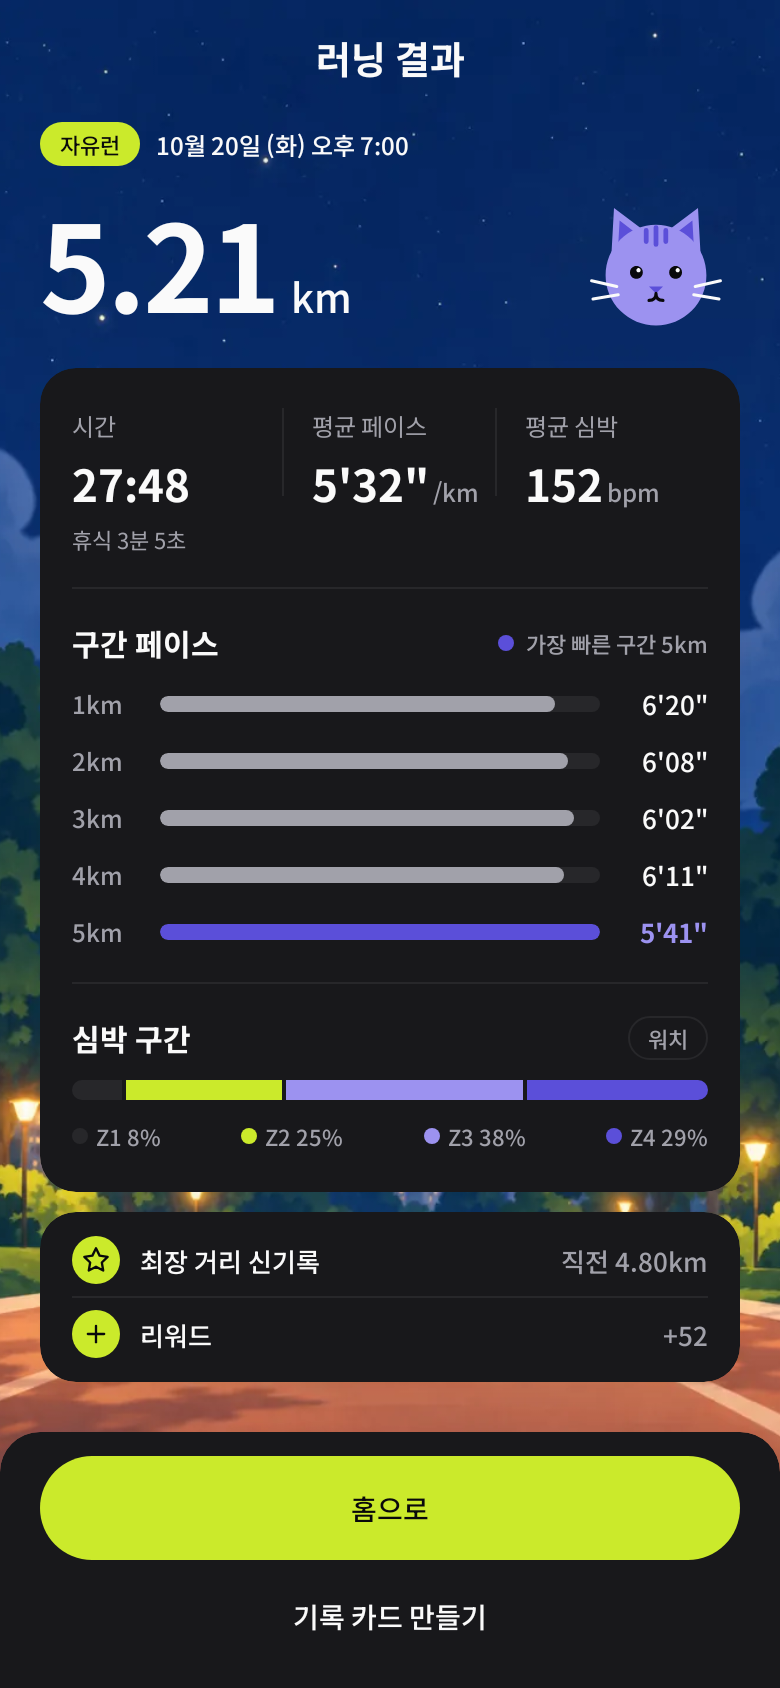 러닝 결과
자유런 10월 20일 (화) 오후 7:00
5.21 km
시간 평균 페이스 평균 심박
27:48 5'32" /km 152 bpm
휴식 3분 5초
구간 페이스 가장 빠른 구간 5km
1km 6'20"
2km 6'08"
3km 6'02"
4km 6'11"
5km 5'41"
심박 구간 워치
Z1 8% Z2 25% Z3 38% Z4 29%
최장 거리 신기록 직전 4.80km
리워드 +52
홈으로
기록 카드 만들기